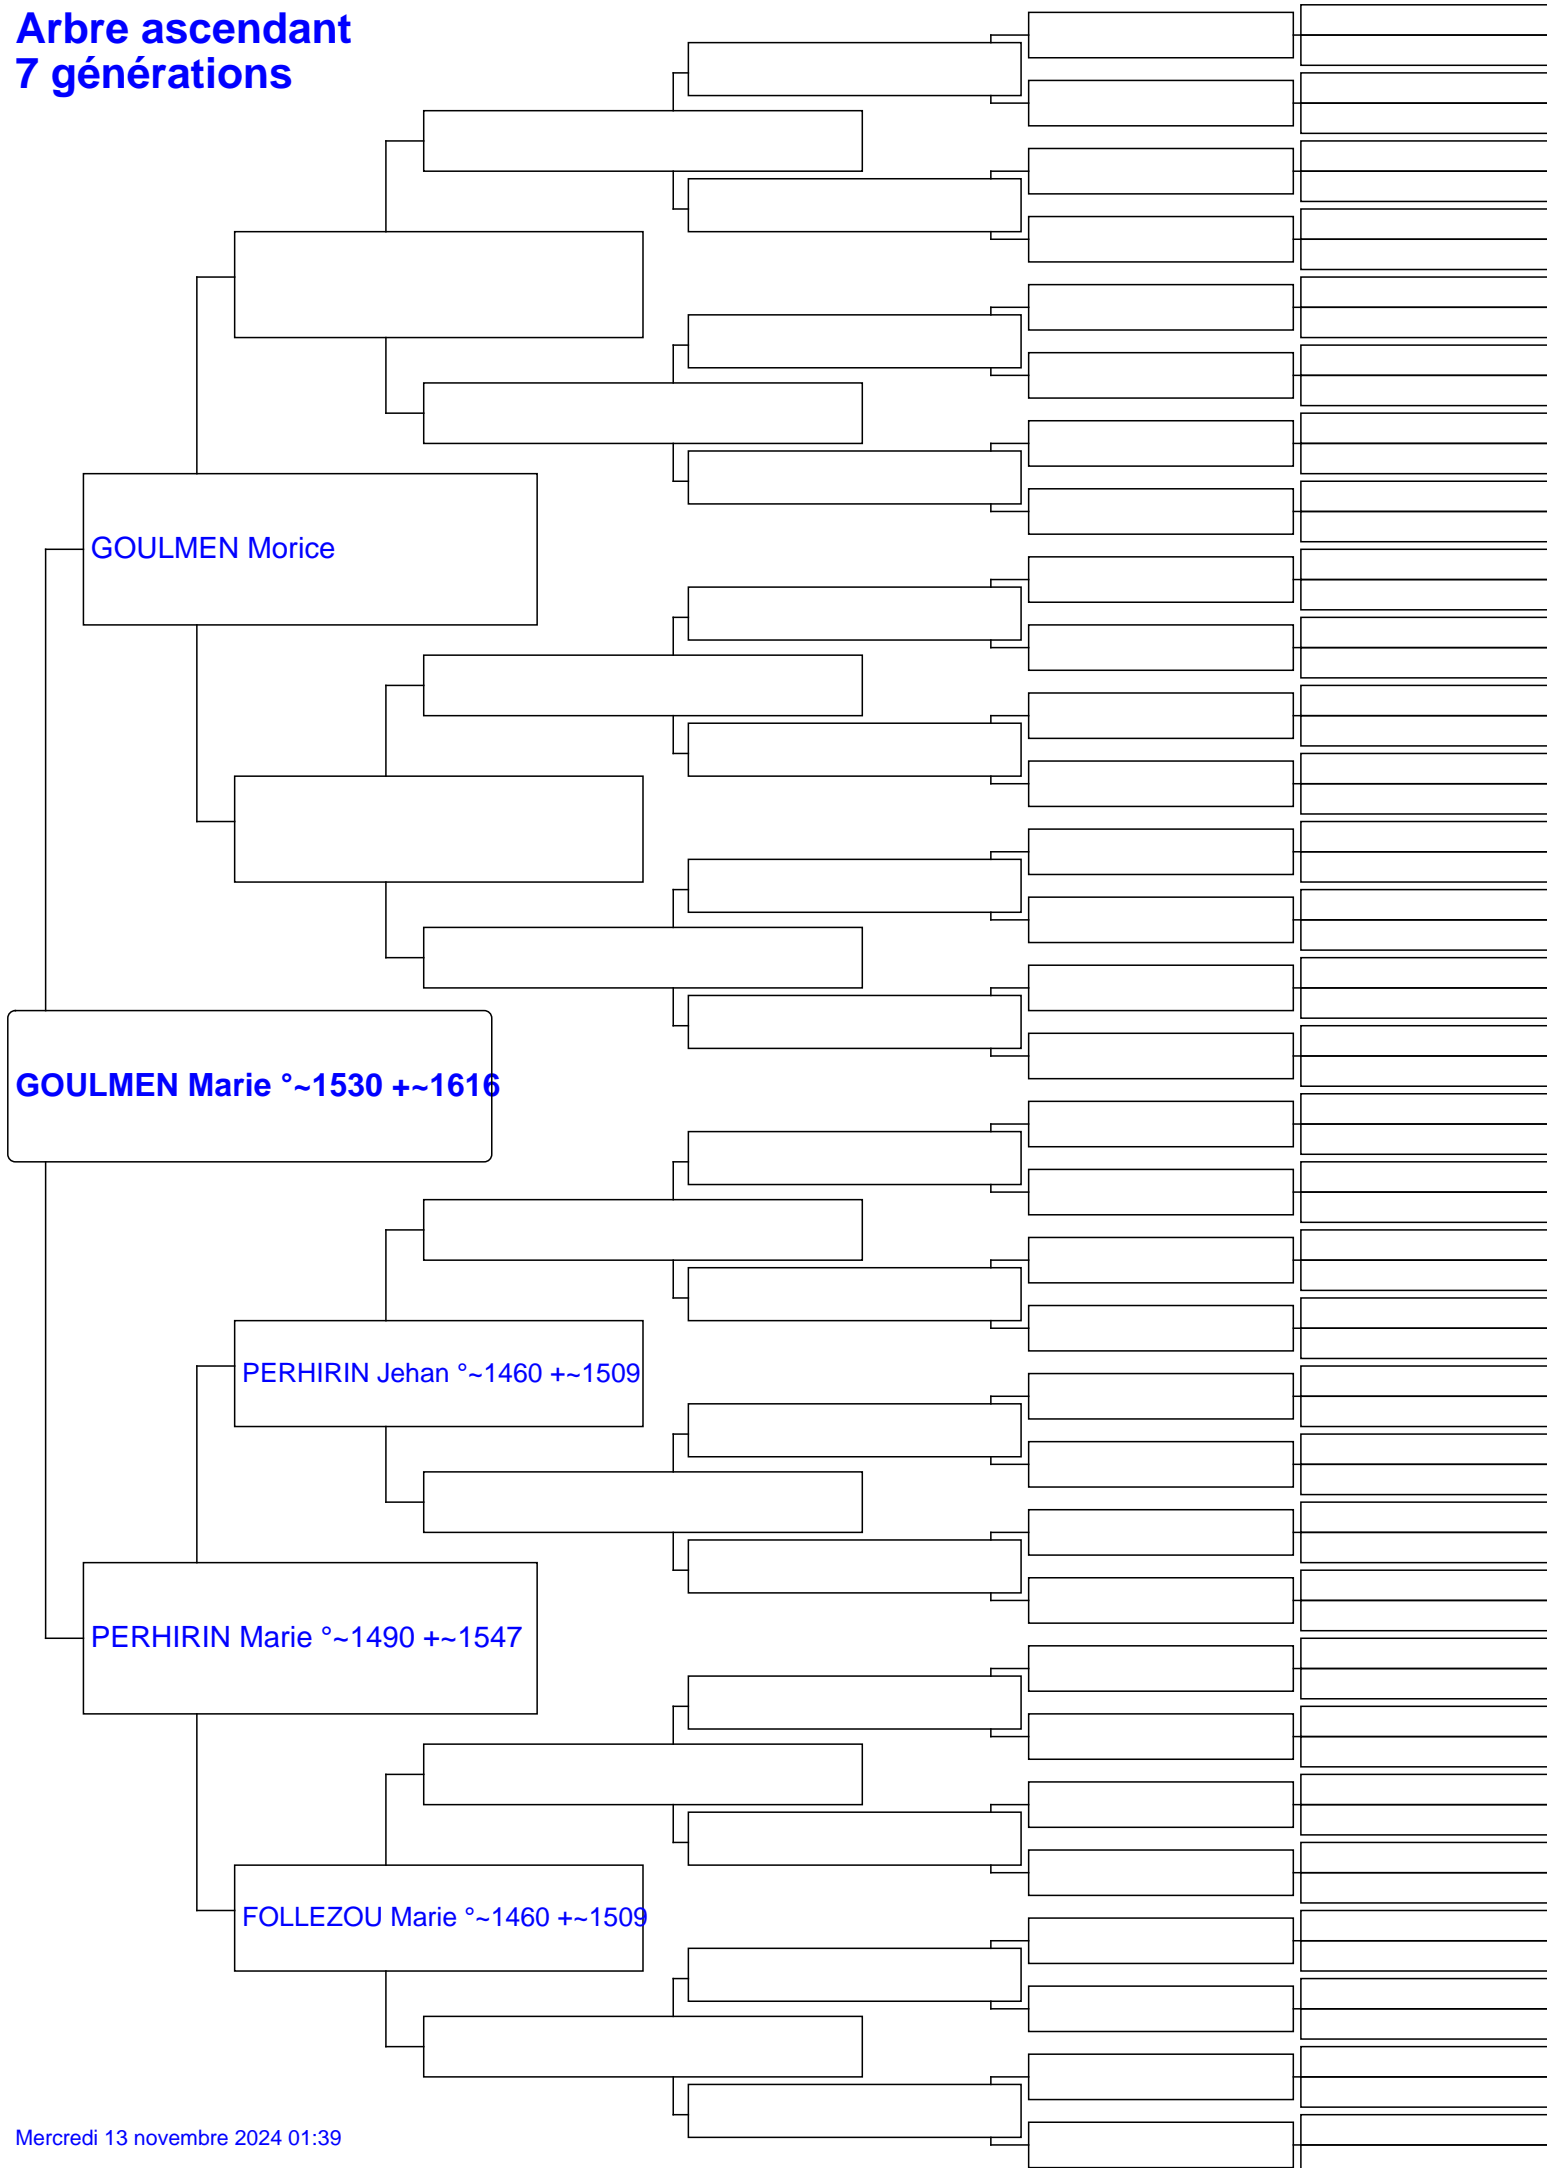 Arbre ascendant
7 générations
GOULMEN Morice
GOULMEN Marie °~1530 +~1616
PERHIRIN Jehan °~1460 +~1509
PERHIRIN Marie °~1490 +~1547
FOLLEZOU Marie °~1460 +~1509
Mercredi 13 novembre 2024 01:39